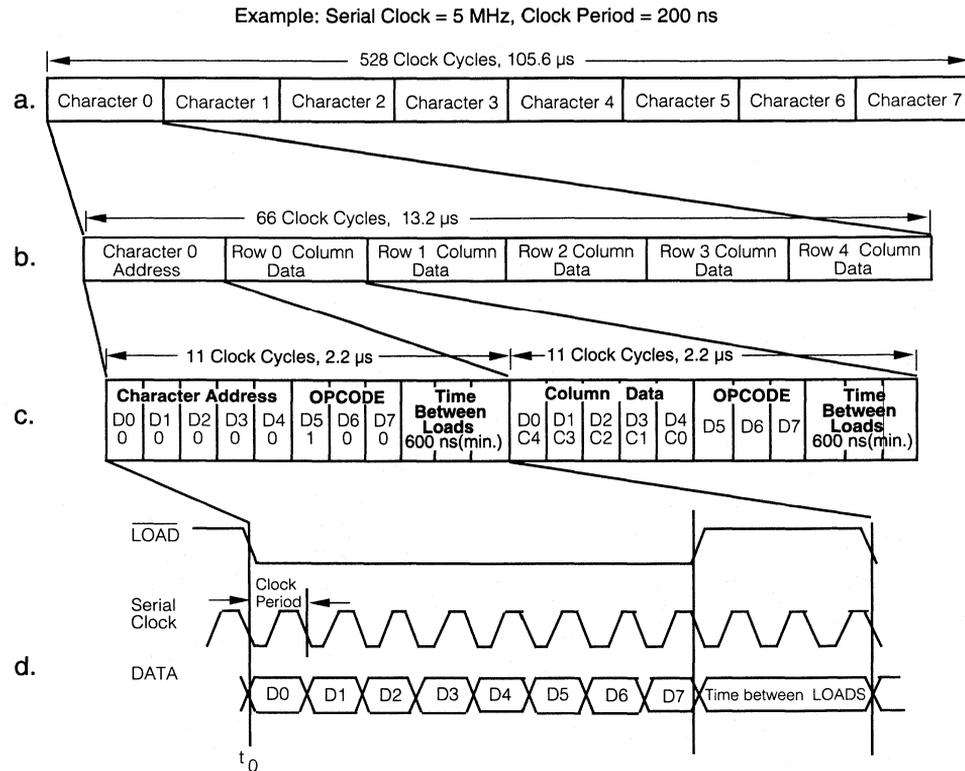 Example: Serial Clock = 5 MHz, Clock Period = 200 ns
528 Clock Cycles, 105.6 µs
a.
Character 0 Character 1 Character 2 Character 3 Character 4 Character 5 Character 6 Character 7
66 Clock Cycles, 13.2 µs
b.
Character 0 Address
Row 0 Column Data
Row 1 Column Data
Row 2 Column Data
Row 3 Column Data
Row 4 Column Data
11 Clock Cycles, 2.2 µs
11 Clock Cycles, 2.2 µs
c.
Character Address OPCODE Time Between Loads 600 ns(min.)
D0 D1 D2 D3 D4 D5 D6 D7
0 0 0 0 0 1 0 0
Column Data OPCODE Time Between Loads 600 ns(min.)
D0 D1 D2 D3 D4 D5 D6 D7
C4 C3 C2 C1 C0
LOAD
Clock Period
Serial Clock
d.
DATA
D0 D1 D2 D3 D4 D5 D6 D7 Time between LOADS
t0